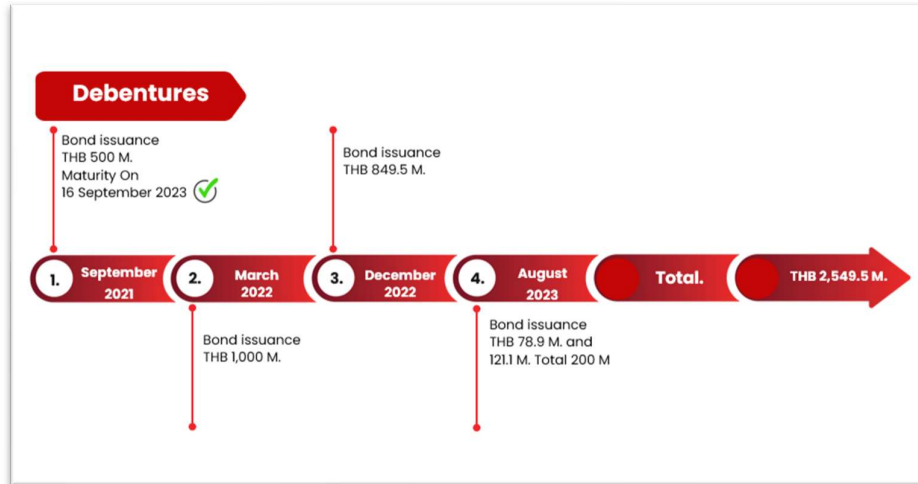 Debentures
Bond issuance
THB 500 M.
Maturity On
16 September 2023
Bond issuance
THB 849.5 M.
1.
September
2021
2.
March
2022
3.
December
2022
4.
August
2023
Total.
THB 2,549.5 M.
Bond issuance
THB 1,000 M.
Bond issuance
THB 78.9 M. and
121.1 M. Total 200 M